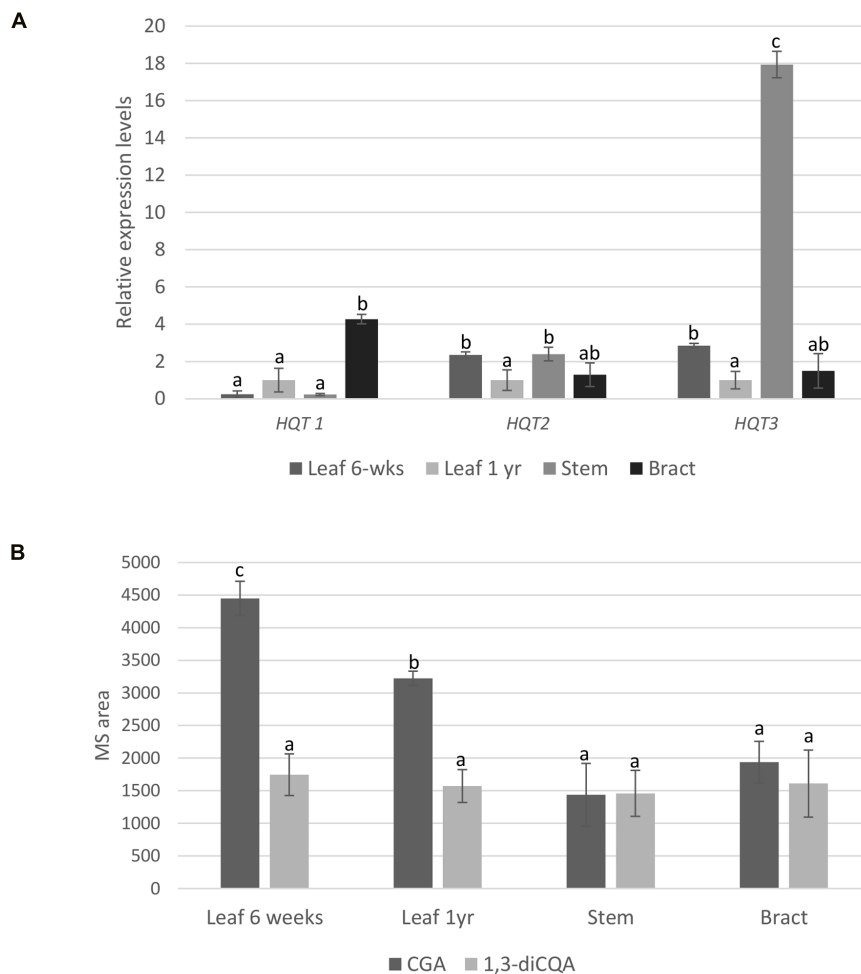 A
20
18
16
14
12
10
8
6
4
2
0
Relative expression levels
a a a b
b a b ab
b a c ab
HQT 1 HQT2 HQT3
Leaf 6-wks Leaf 1 yr Stem Bract
B
5000
4500
4000
3500
3000
2500
2000
1500
1000
500
0
MS area
c a b a a a a a
Leaf 6 weeks Leaf 1yr Stem Bract
CGA 1,3-diCQA